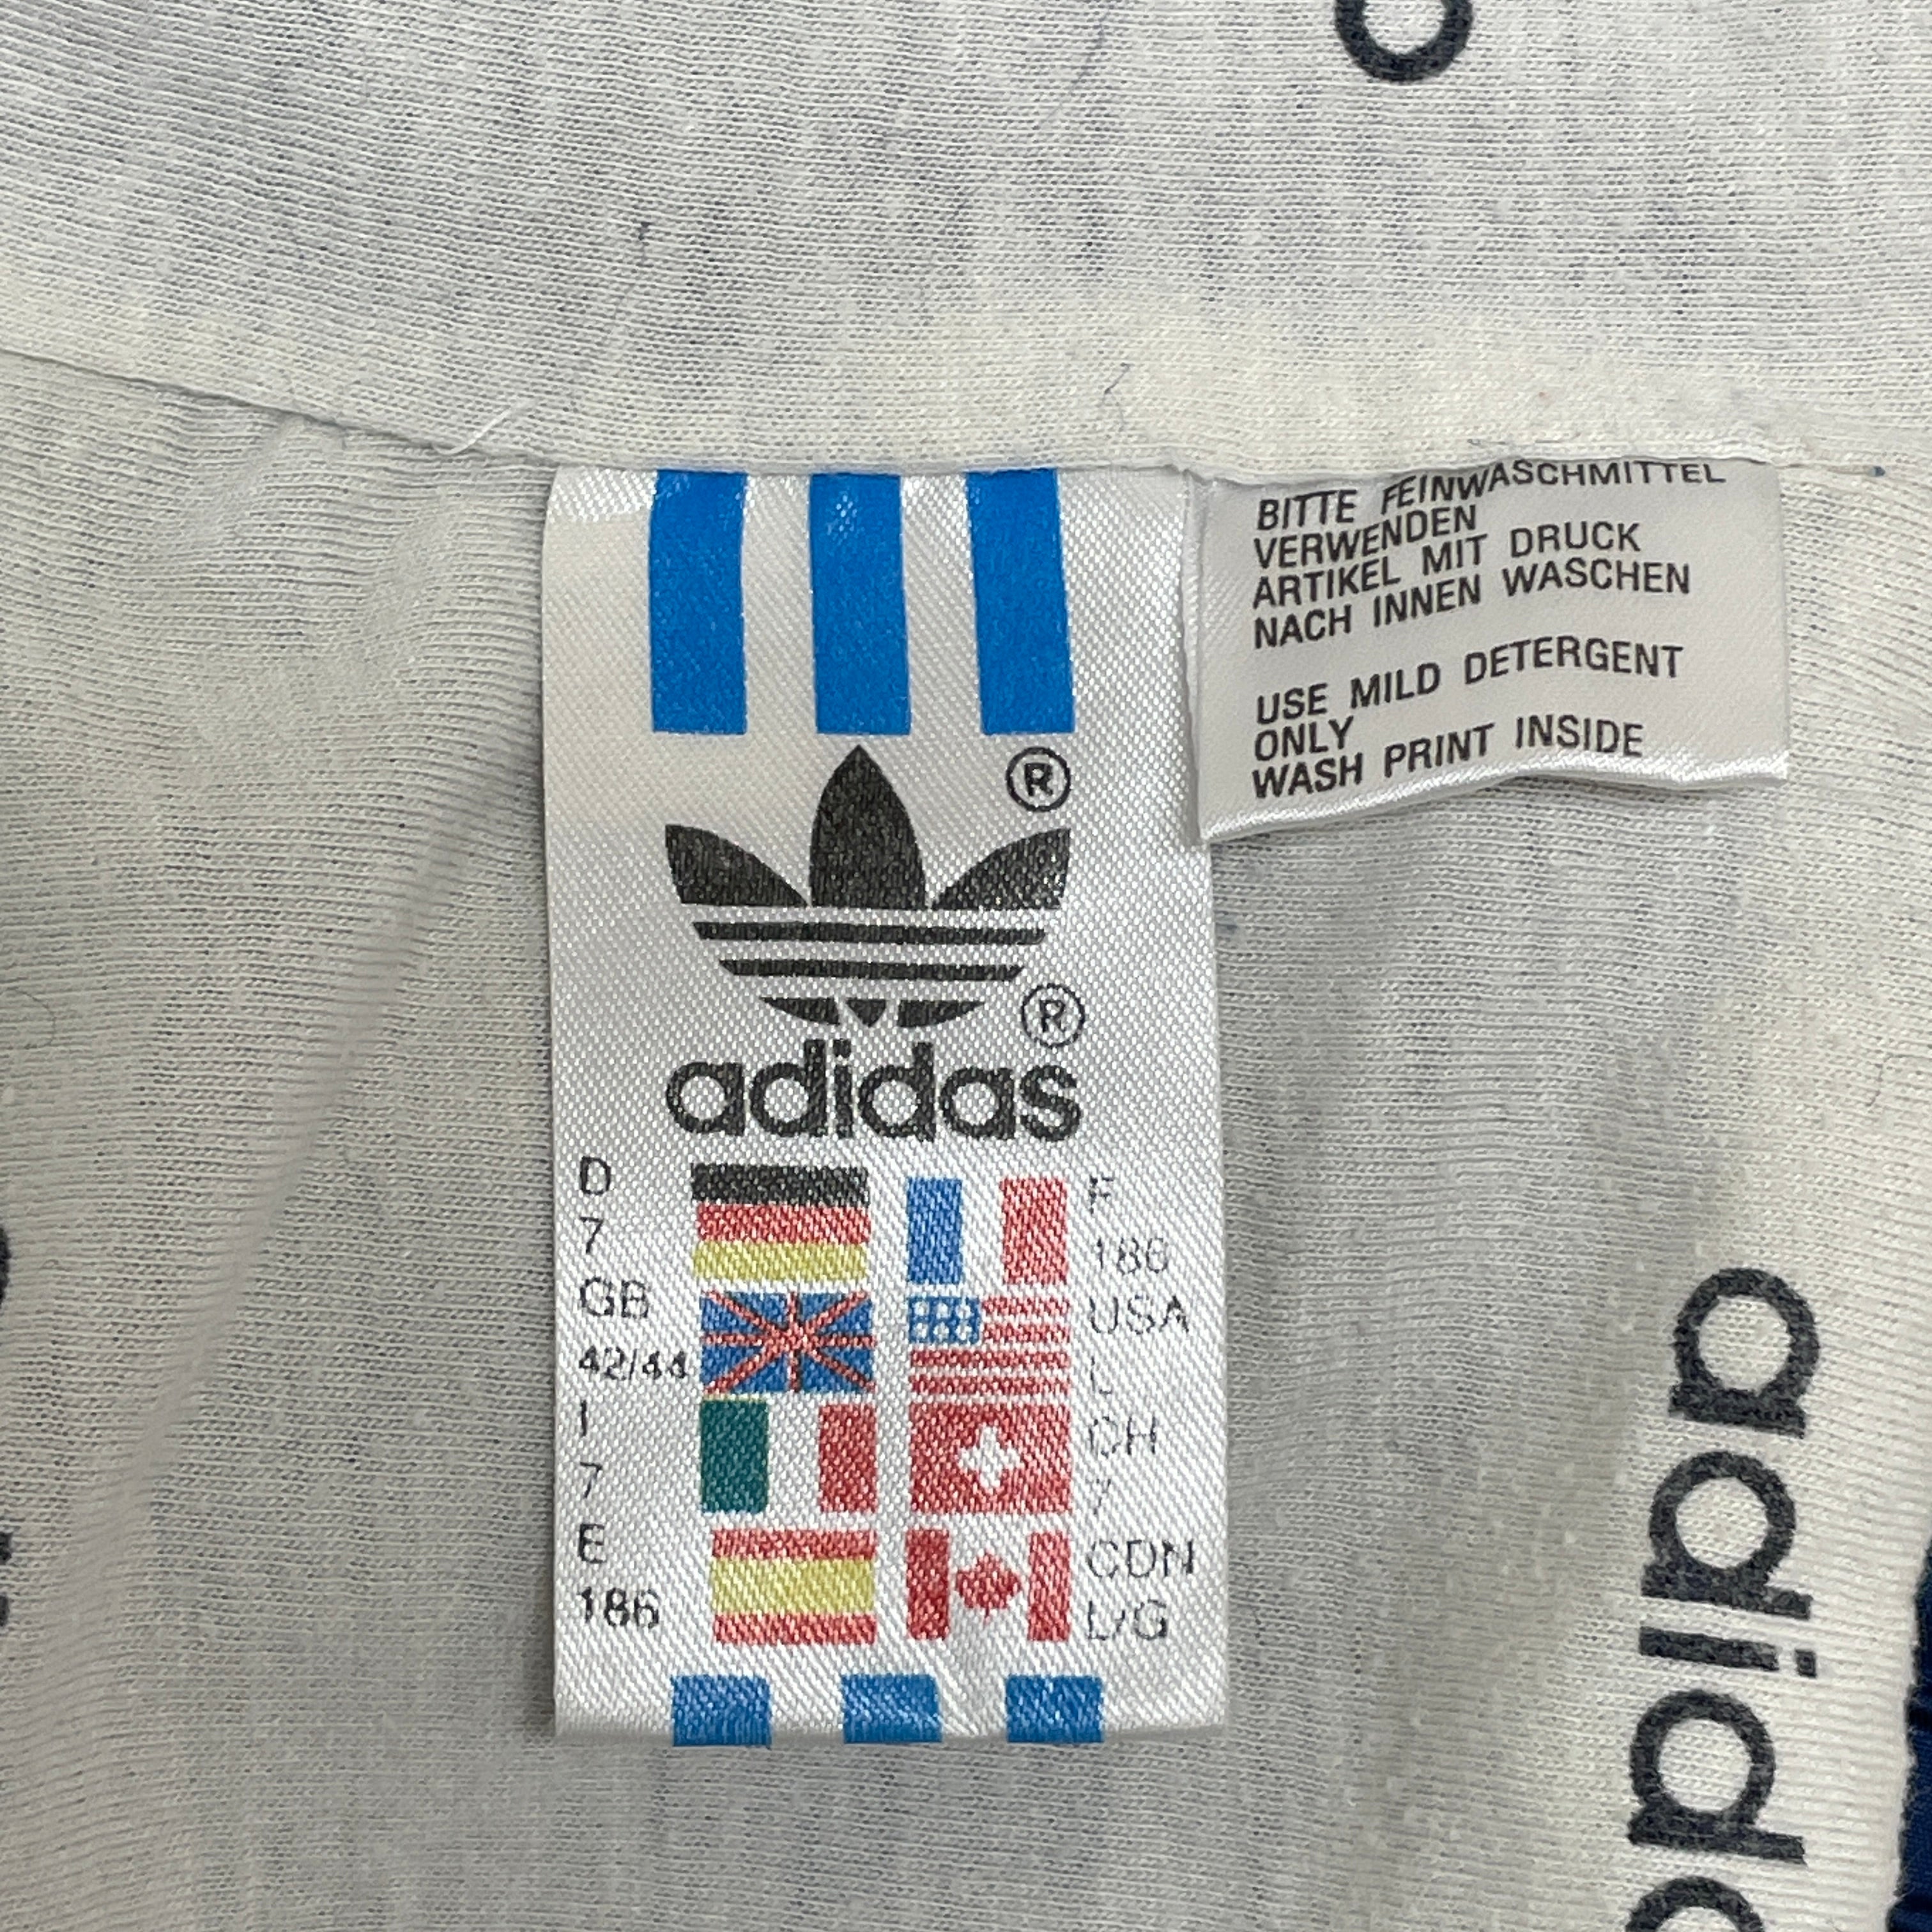 BITTE FEINWASCHMITTEL
VERWENDEN
ARTIKEL MIT DRUCK
NACH INNEN WASCHEN
USE MILD DETERGENT
ONLY
WASH PRINT INSIDE
®
®
adidas
D
7
GB
42/44
I
7
E
186
F
186
USA
L
CH
7
CDN
L/G
adidas